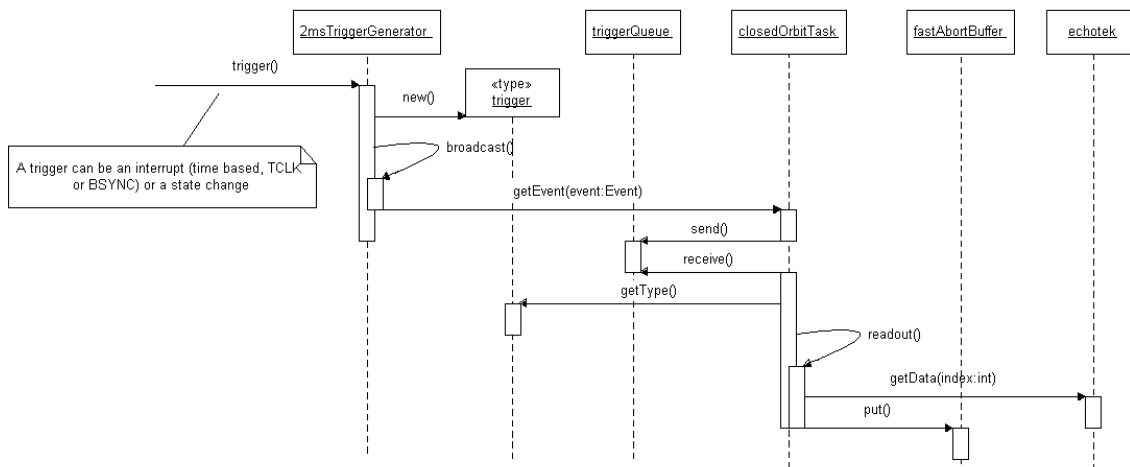 2msTriggerGenerator
triggerQueue
closedOrbitTask
fastAbortBuffer
echotek
trigger()
«type»
trigger
new()
A trigger can be an interrupt (time based, TCLK
or BSYNC) or a state change
broadcast()
getEvent(event:Event)
send()
receive()
getType()
readout()
getData(index:int)
put()